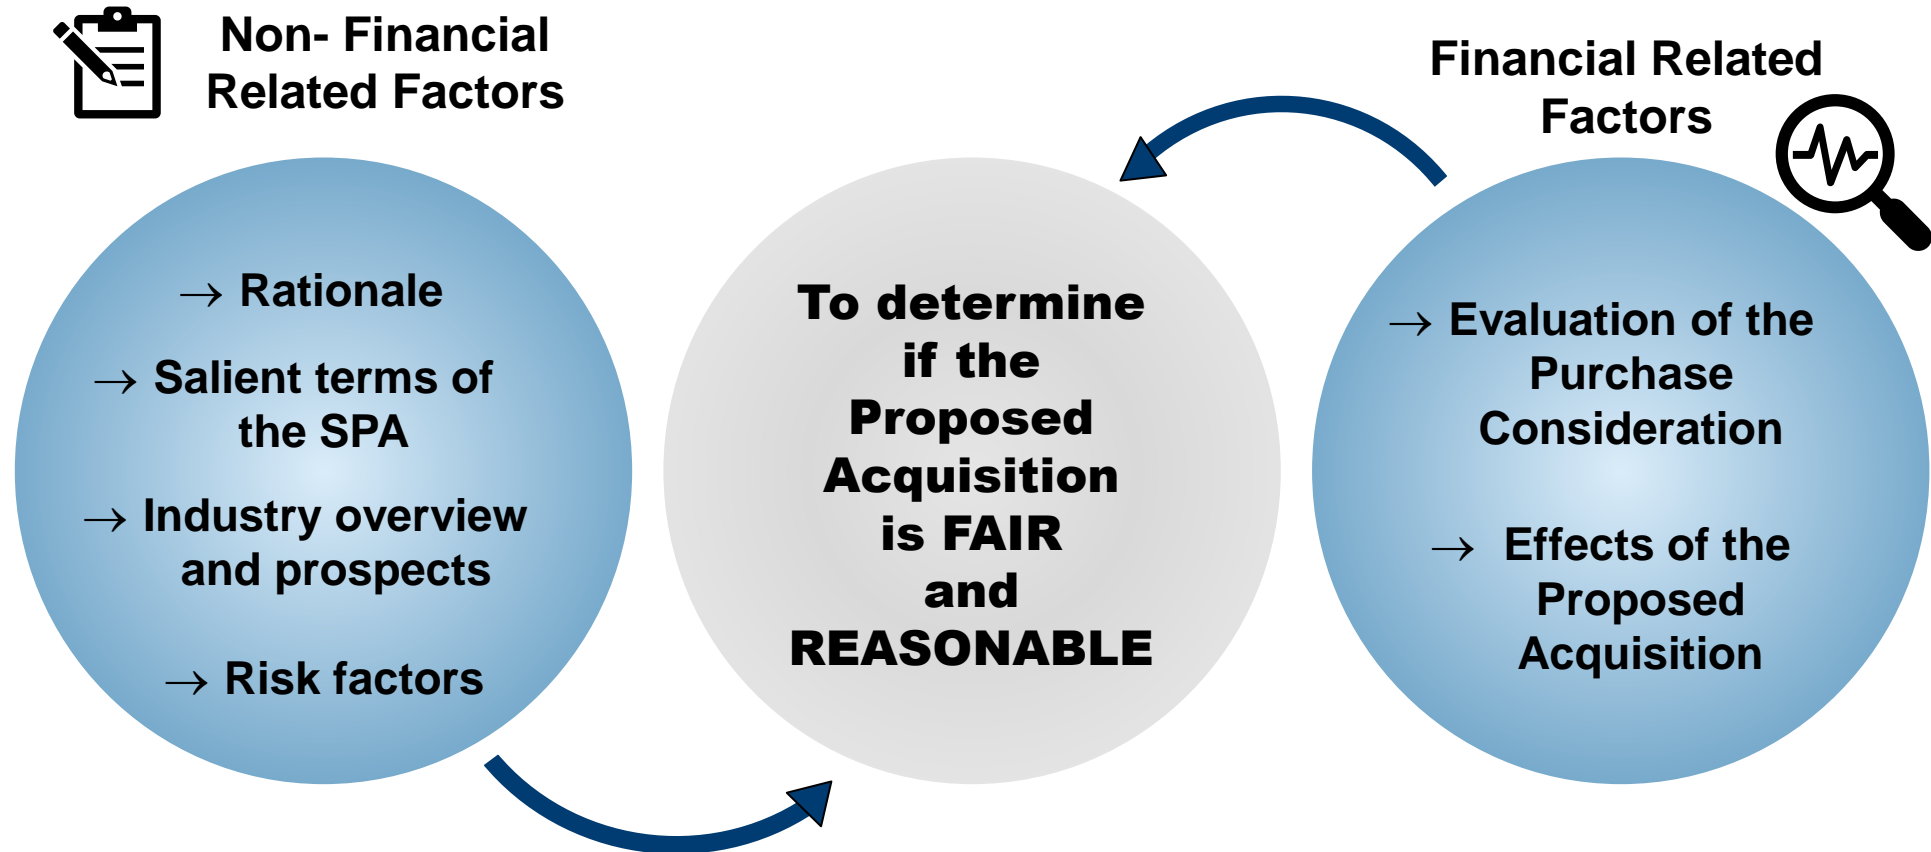 Non- Financial
Related Factors
→ Rationale
→ Salient terms of
the SPA
→ Industry overview
and prospects
→ Risk factors
To determine
if the
Proposed
Acquisition
is FAIR
and
REASONABLE
Financial Related
Factors
→ Evaluation of the
Purchase
Consideration
→ Effects of the
Proposed
Acquisition